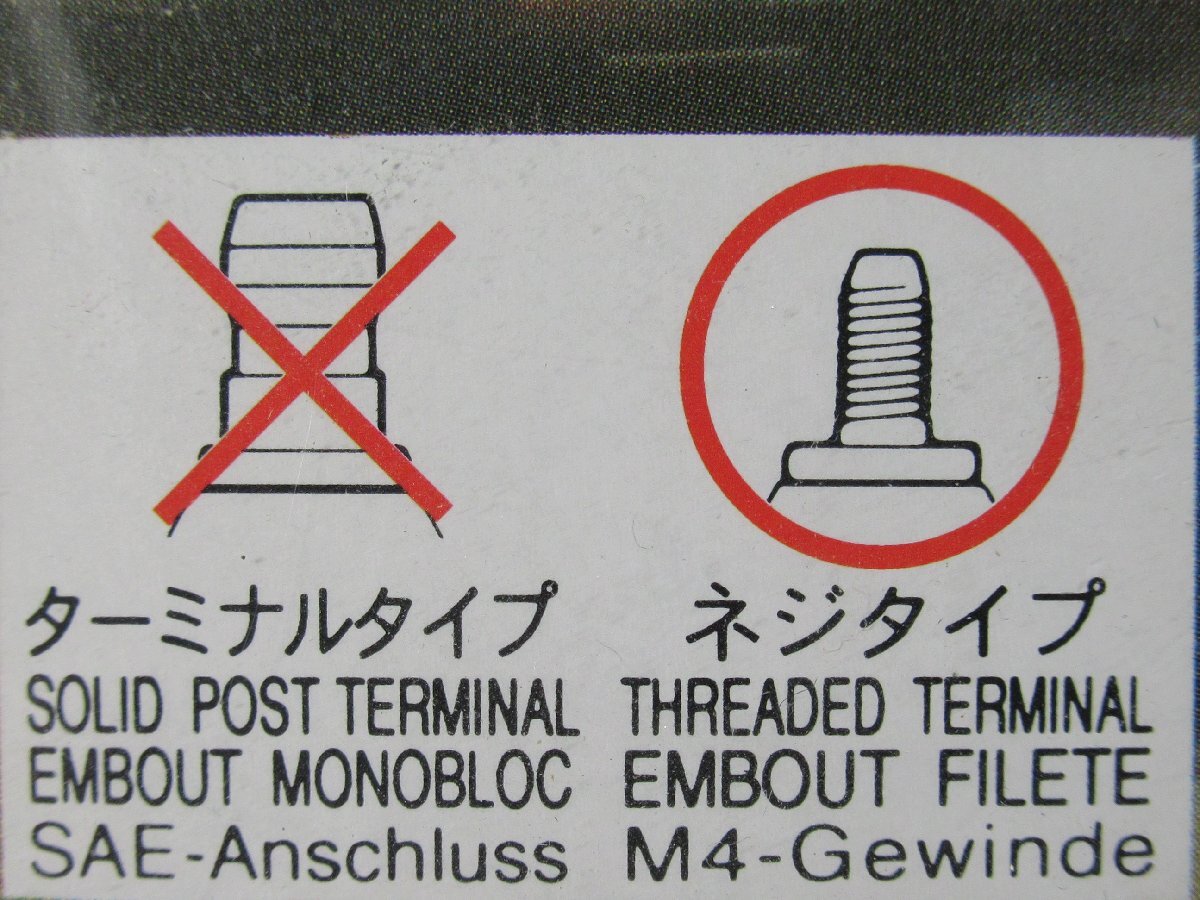 ターミナルタイプ
SOLID POST TERMINAL
EMBOUT MONOBLOC
SAE-Anschluss
ネジタイプ
THREADED TERMINAL
EMBOUT FILETE
M4-Gewinde